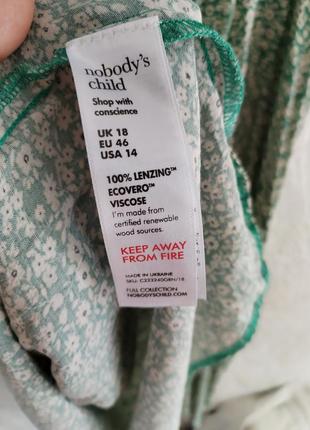 nobody's
child
Shop with
conscience
UK 18
EU 46
USA 14
100% LENZING™
ECOVERO™
VISCOSE
I'm made from
certified renewable
wood sources.
KEEP AWAY
FROM FIRE
MADE IN UKRAINE
FULL COLLECTION
NOBODYSCHILD.COM